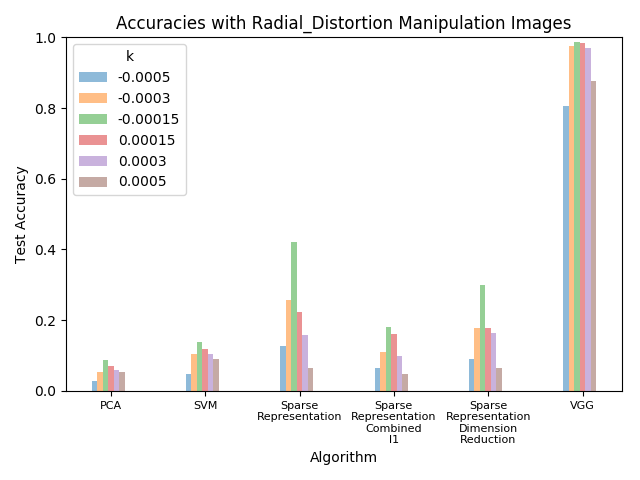 Accuracies with Radial_Distortion Manipulation Images
k
-0.0005
-0.0003
-0.00015
0.00015
0.0003
0.0005
Test Accuracy
1.0
0.8
0.6
0.4
0.2
0.0
PCA
SVM
Sparse
Representation
Sparse
Representation
Combined
l1
Sparse
Representation
Dimension
Reduction
VGG
Algorithm